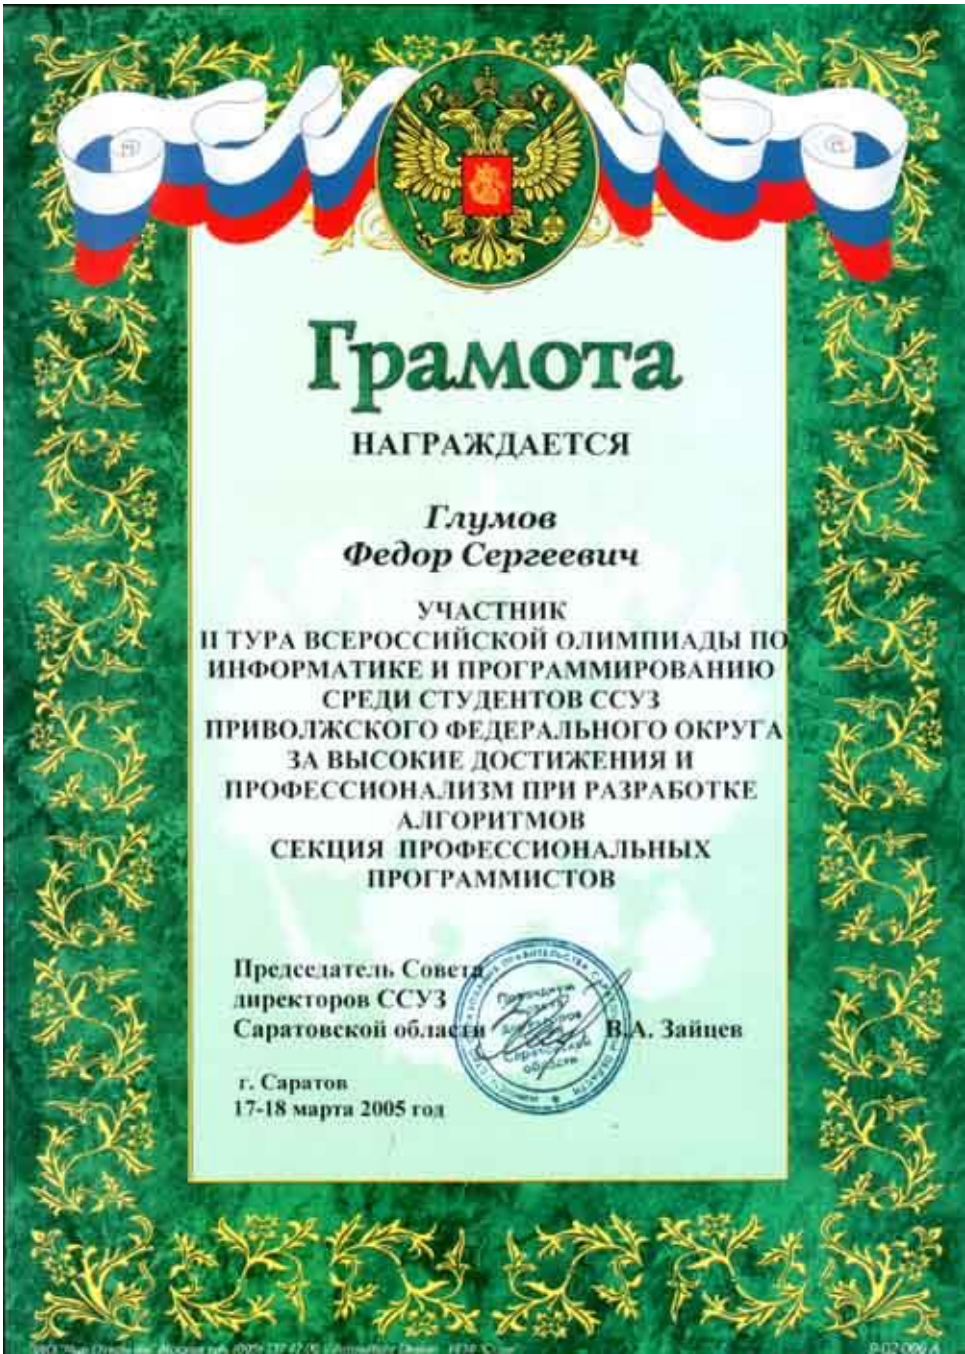 Грамота
НАГРАЖДАЕТСЯ
Глумов
Федор Сергеевич
УЧАСТНИК
II ТУРА ВСЕРОССИЙСКОЙ ОЛИМПИАДЫ ПО
ИНФОРМАТИКЕ И ПРОГРАММИРОВАНИЮ
СРЕДИ СТУДЕНТОВ ССУЗ
ПРИВОЛЖСКОГО ФЕДЕРАЛЬНОГО ОКРУГА
ЗА ВЫСОКИЕ ДОСТИЖЕНИЯ И
ПРОФЕССИОНАЛИЗМ ПРИ РАЗРАБОТКЕ
АЛГОРИТМОВ
СЕКЦИЯ ПРОФЕССИОНАЛЬНЫХ
ПРОГРАММИСТОВ
Председатель Совета
директоров ССУЗ
Саратовской области В.А. Зайцев
г. Саратов
17-18 марта 2005 год